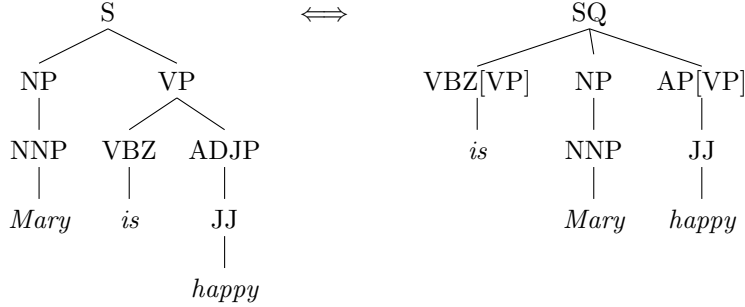 S ⇐⇒ SQ
NP VP VBZ[VP] NP AP[VP]
NNP VBZ ADJP is NNP JJ
Mary is JJ Mary happy
happy